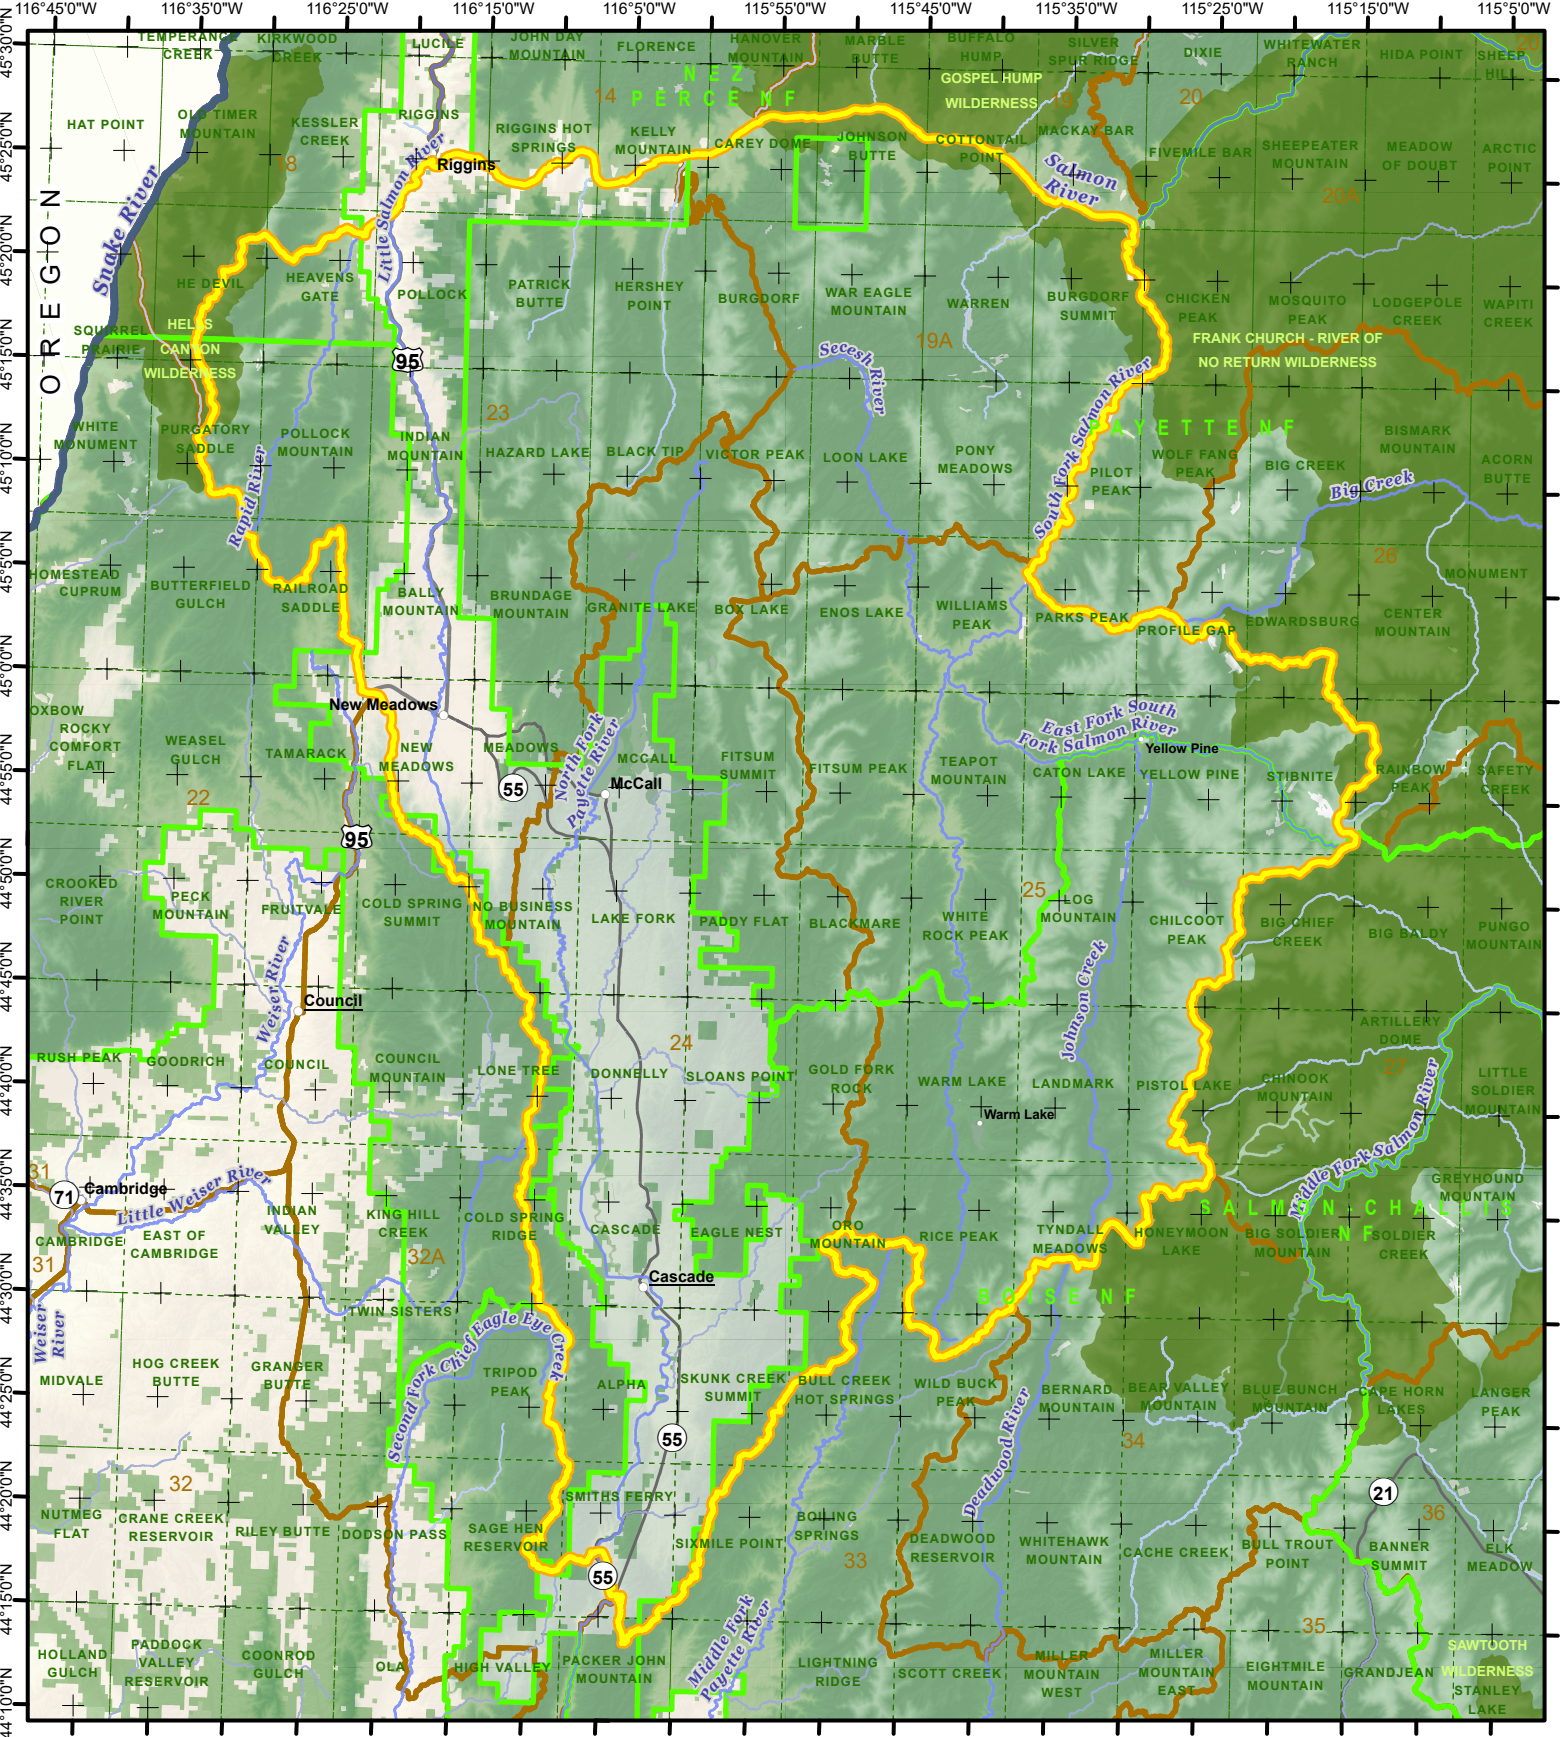 116°45'0"W 116°35'0"W 116°25'0"W 116°15'0"W 116°5'0"W 115°55'0"W 115°45'0"W 115°35'0"W 115°25'0"W 115°15'0"W 115°5'0"W
45°30'0"N
45°25'0"N
45°20'0"N
45°15'0"N
45°10'0"N
45°5'0"N
45°0'0"N
44°55'0"N
44°50'0"N
44°45'0"N
44°40'0"N
44°35'0"N
44°30'0"N
44°25'0"N
44°20'0"N
44°15'0"N
44°10'0"N
TEMPERANCE
CREEK
KIRKWOOD
CREEK
LUCILE
JOHN DAY
MOUNTAIN
FLORENCE
HANOVER
MOUNTAIN
MARBLE
BUTTE
BUFFALO
HUMP
SILVER
SPUR RIDGE
DIXIE
WHITEWATER
RANCH
HIDA POINT
SHEEP
HILL
20
NEZ
PERCE NF
GOSPEL HUMP
WILDERNESS
14
19
20
HAT POINT
OLD TIMER
MOUNTAIN
KESSLER
CREEK
RIGGINS
RIGGINS HOT
SPRINGS
KELLY
MOUNTAIN
CAREY DOME
JOHNSON
BUTTE
COTTONTAIL
POINT
MACKAY BAR
FIVEMILE BAR
SHEEPEATER
MOUNTAIN
MEADOW
OF DOUBT
ARCTIC
POINT
18
Riggins
Salmon
River
20A
OREGON
Snake River
Little Salmon River
HE DEVIL
HEAVENS
GATE
POLLOCK
PATRICK
BUTTE
HERSHEY
POINT
BURGDORF
WAR EAGLE
MOUNTAIN
WARREN
BURGDORF
SUMMIT
CHICKEN
PEAK
MOSQUITO
PEAK
LODGEPOLE
CREEK
WAPITI
CREEK
SQUIRREL
PRAIRIE
HELLS
CANYON
WILDERNESS
95
19A
Secesh
River
FRANK CHURCH - RIVER OF
NO RETURN WILDERNESS
23
South Fork Salmon River
PAYETTE NF
WHITE
MONUMENT
PURGATORY
SADDLE
POLLOCK
MOUNTAIN
INDIAN
MOUNTAIN
HAZARD LAKE
BLACK TIP
VICTOR PEAK
LOON LAKE
PONY
MEADOWS
PILOT
PEAK
WOLF FANG
PEAK
BIG CREEK
BISMARK
MOUNTAIN
ACORN
BUTTE
Big Creek
Rapid River
26
HOMESTEAD
CUPRUM
BUTTERFIELD
GULCH
RAILROAD
SADDLE
BALLY
MOUNTAIN
BRUNDAGE
MOUNTAIN
GRANITE LAKE
BOX LAKE
ENOS LAKE
WILLIAMS
PEAK
PARKS PEAK
PROFILE GAP
EDWARDSBURG
CENTER
MOUNTAIN
MONUMENT
New Meadows
East Fork South
Fork Salmon River
Yellow Pine
OXBOW
ROCKY
COMFORT
FLAT
WEASEL
GULCH
TAMARACK
NEW
MEADOWS
MEADOWS
North Fork
Payette River
MCCALL
McCall
FITSUM
SUMMIT
FITSUM PEAK
TEAPOT
MOUNTAIN
CATON LAKE
YELLOW PINE
STIBNITE
RAINBOW
PEAK
SAFETY
CREEK
22
55
95
CROOKED
RIVER
POINT
PECK
MOUNTAIN
FRUITVALE
COLD SPRING
SUMMIT
NO BUSINESS
MOUNTAIN
LAKE FORK
PADDY FLAT
BLACKMARE
WHITE
ROCK PEAK
25
LOG
MOUNTAIN
CHILCOOT
PEAK
BIG CHIEF
CREEK
BIG BALDY
PUNGO
MOUNTAIN
Weiser River
Council
Johnson Creek
RUSH PEAK
GOODRICH
COUNCIL
COUNCIL
MOUNTAIN
LONE TREE
DONNELLY
24
SLOANS POINT
GOLD FORK
ROCK
WARM LAKE
Warm Lake
LANDMARK
PISTOL LAKE
CHINOOK
MOUNTAIN
ARTILLERY
DOME
27
LITTLE
SOLDIER
MOUNTAIN
Middle Fork Salmon River
31
71
Cambridge
Little Weiser River
CAMBRIDGE
EAST OF
CAMBRIDGE
INDIAN
VALLEY
KING HILL
CREEK
32A
COLD SPRING
RIDGE
CASCADE
EAGLE NEST
ORO
MOUNTAIN
RICE PEAK
TYNDALL
MEADOWS
HONEYMOON
LAKE
BIG SOLDIER
MOUNTAIN
SOLDIER
CREEK
GREYHOUND
MOUNTAIN
SALMON-CHALLIS
NF
31
Cascade
BOISE NF
Weiser
River
TWIN SISTERS
Second Fork Chief Eagle Eye Creek
MIDVALE
HOG CREEK
BUTTE
GRANGER
BUTTE
TRIPOD
PEAK
ALPHA
SKUNK CREEK
SUMMIT
BULL CREEK
HOT SPRINGS
WILD BUCK
PEAK
BERNARD
MOUNTAIN
BEAR VALLEY
MOUNTAIN
BLUE BUNCH
MOUNTAIN
CAPE HORN
LAKES
LANGER
PEAK
55
34
Deadwood River
32
21
36
NUTMEG
FLAT
CRANE CREEK
RESERVOIR
RILEY BUTTE
DODSON PASS
SAGE HEN
RESERVOIR
SMITHS FERRY
SIXMILE POINT
BOILING
SPRINGS
33
DEADWOOD
RESERVOIR
WHITEHAWK
MOUNTAIN
CACHE CREEK
BULL TROUT
POINT
BANNER
SUMMIT
ELK
MEADOW
55
35
Middle Fork
Payette River
HOLLAND
GULCH
PADDOCK
VALLEY
RESERVOIR
COONROD
GULCH
OLA
HIGH VALLEY
PACKER JOHN
MOUNTAIN
LIGHTNING
RIDGE
SCOTT CREEK
MILLER
MOUNTAIN
WEST
MILLER
MOUNTAIN
EAST
EIGHTMILE
MOUNTAIN
GRANDJEAN
SAWTOOTH
WILDERNESS
STANLEY
LAKE